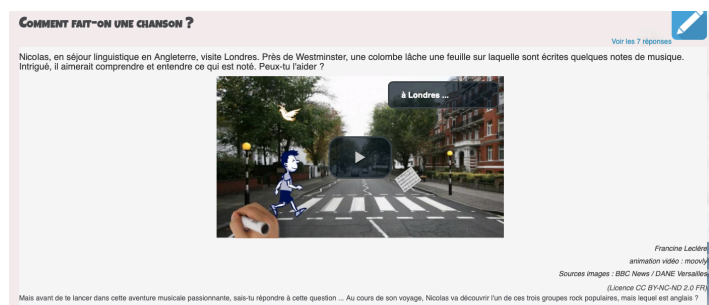 Comment fait-on une chanson ?
Voir les 7 réponses
Nicolas, en séjour linguistique en Angleterre, visite Londres. Près de Westminster, une colombe lâche une feuille sur laquelle sont écrites quelques notes de musique.
Intrigué, il aimerait comprendre et entendre ce qui est noté. Peux-tu l'aider ?
à Londres ...
Francine Leclère
animation vidéo : moovly
Sources images : BBC News / DANE Versailles
(Licence CC BY-NC-ND 2.0 FR)
Mais avant de te lancer dans cette aventure musicale passionnante, sais-tu répondre à cette question ... Au cours de son voyage, Nicolas va découvrir l'un de ces trois groupes rock populaires, mais lequel est anglais ?